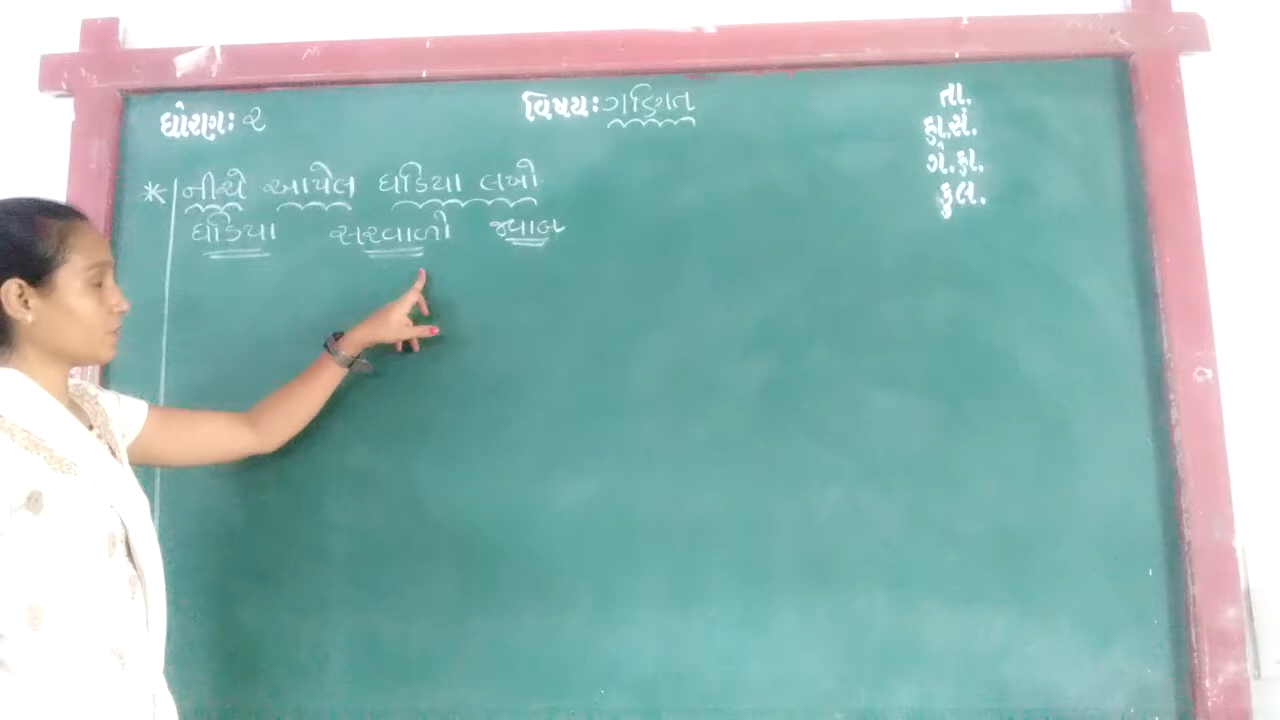 ધોરણ: ૨
વિષય: ગણિત
તા.
હા.સં.
ગે.હા.
કુલ.
* નીચે આપેલ ઘડિયા લખો.
ઘડિયા સરવાળો જવાબ